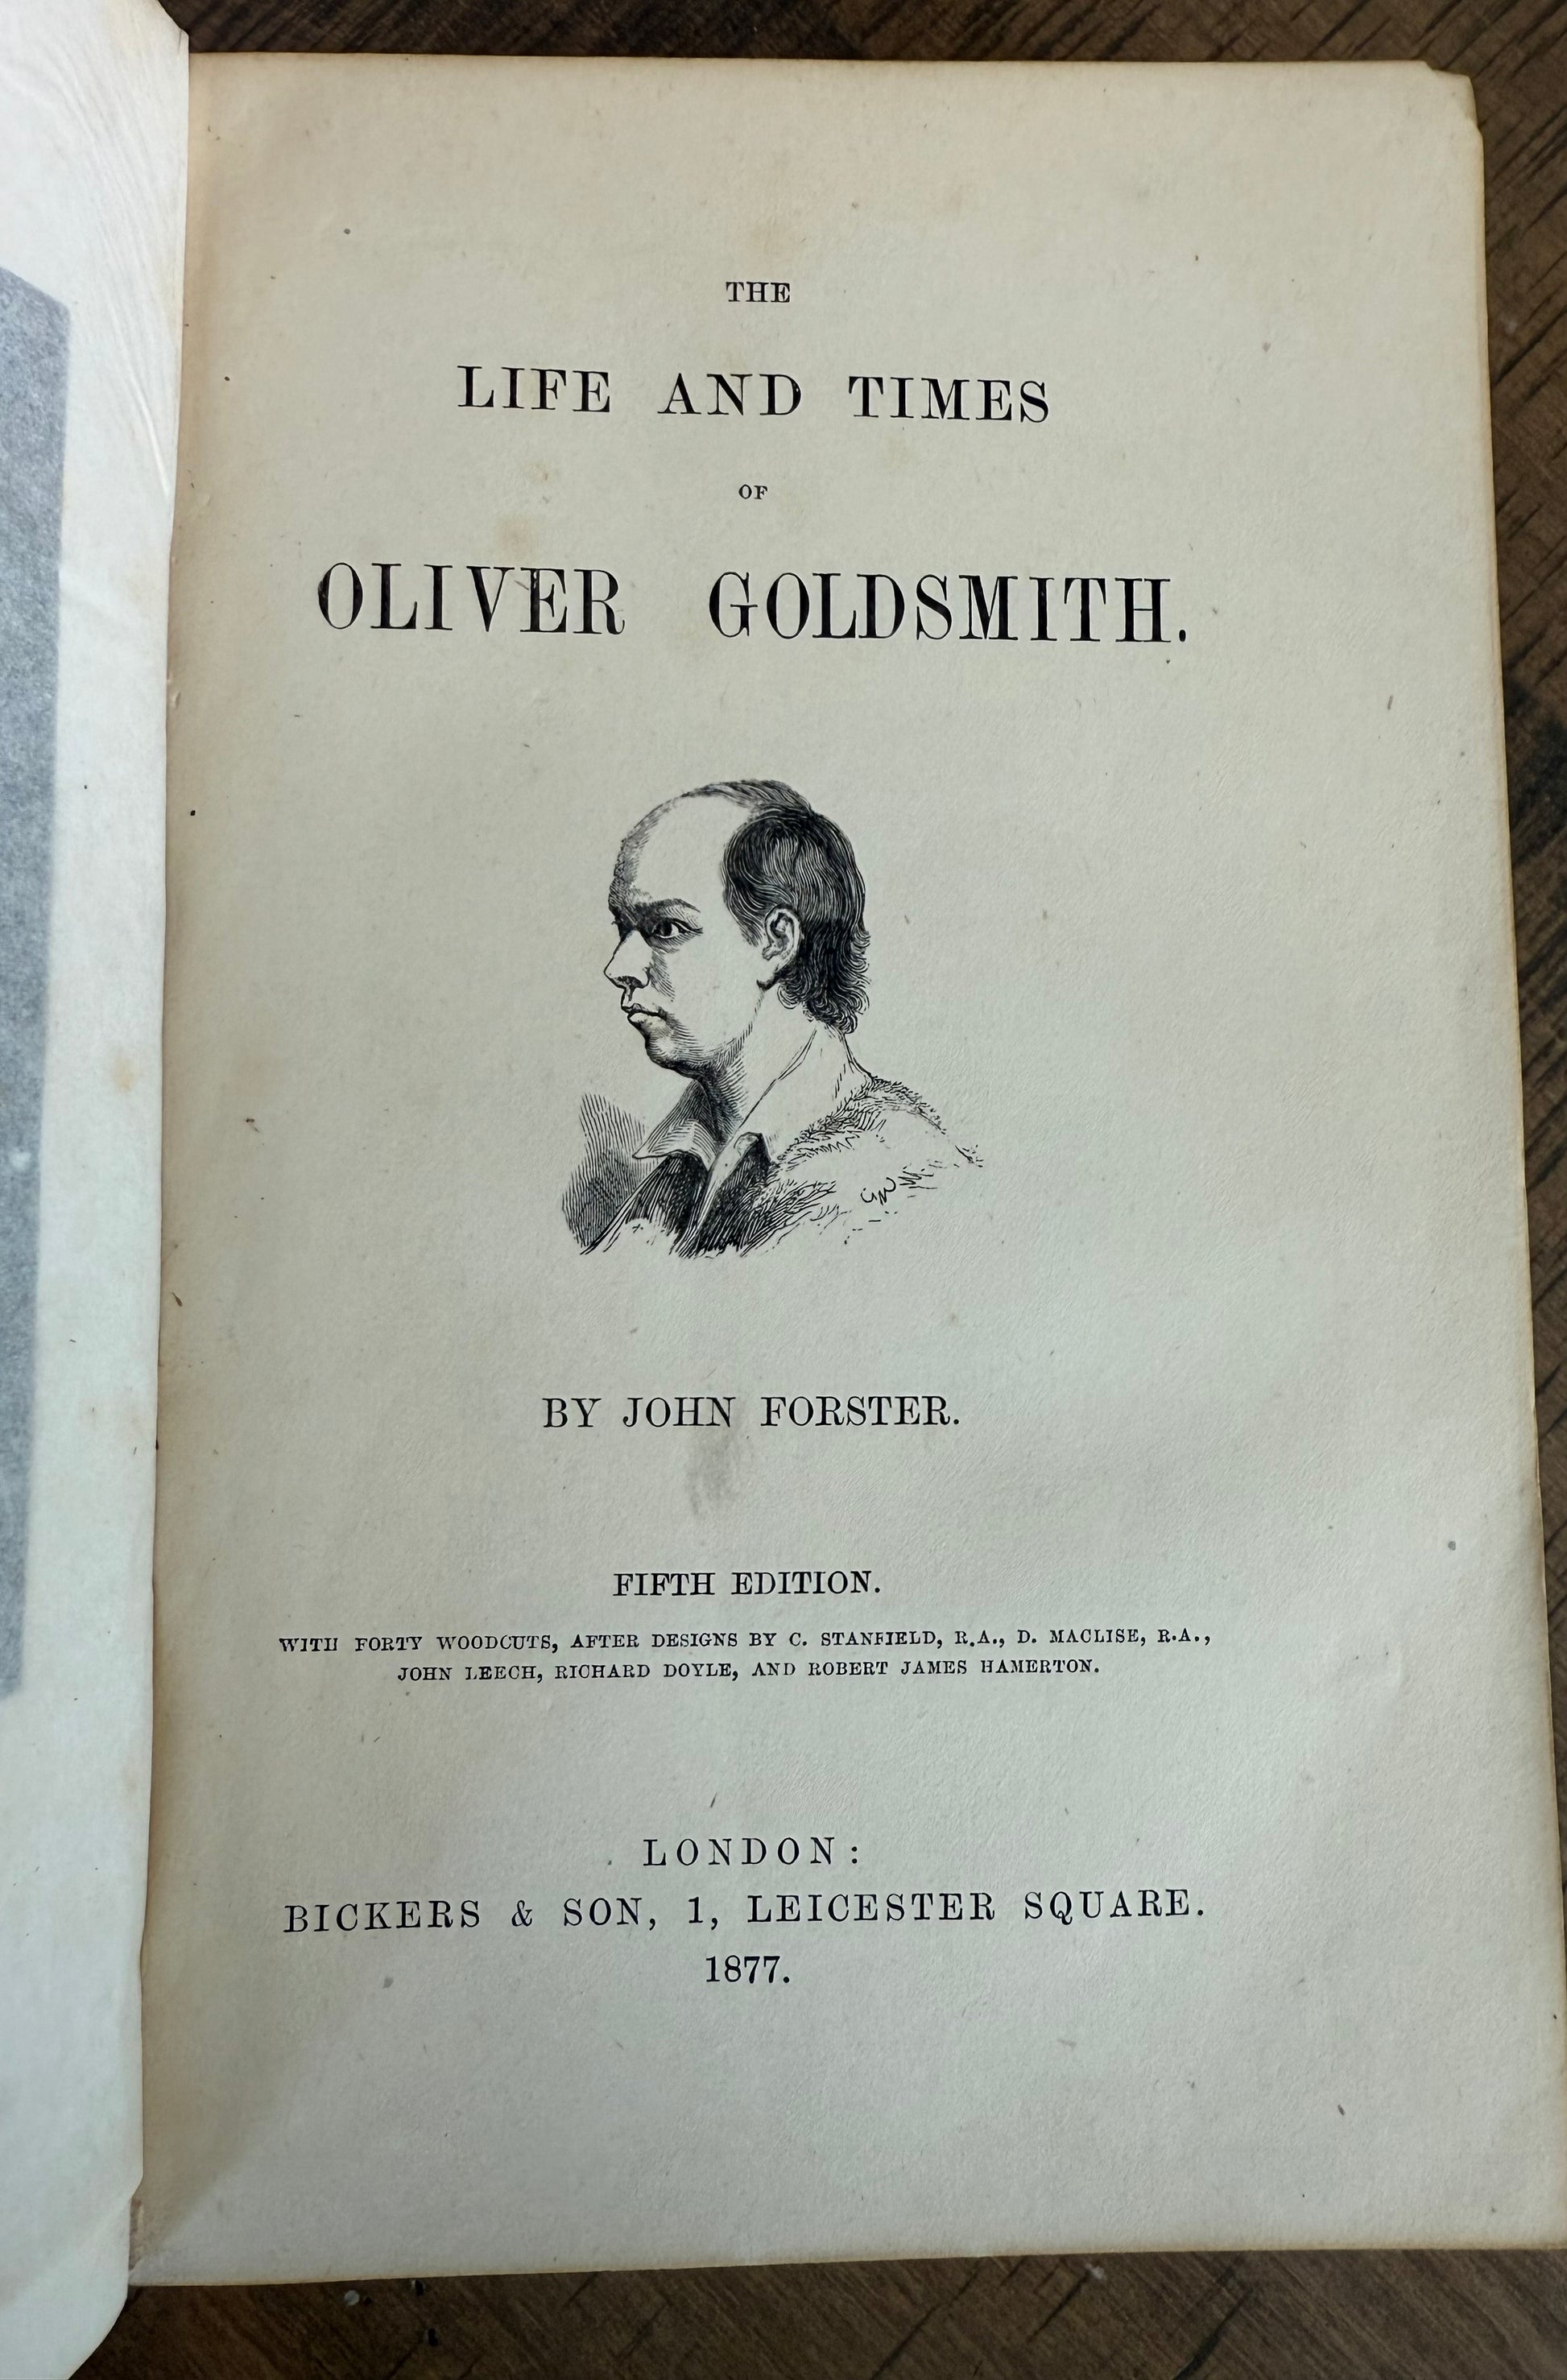 THE
LIFE AND TIMES
OF
OLIVER GOLDSMITH.
BY JOHN FORSTER.
FIFTH EDITION.
WITH FORTY WOODCUTS, AFTER DESIGNS BY C. STANFIELD, R.A., D. MACLISE, R.A.,
JOHN LEECH, RICHARD DOYLE, AND ROBERT JAMES HAMERTON.
LONDON:
BICKERS & SON, 1, LEICESTER SQUARE.
1877.